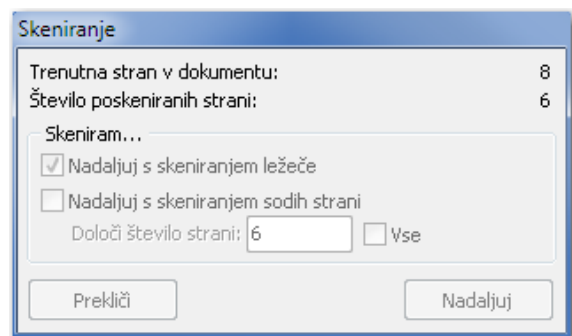 Skeniranje
Trenutna stran v dokumentu: 8
Število poskeniranih strani: 6
Skeniram...
Nadaljuj s skeniranjem ležeče
Nadaljuj s skeniranjem sodih strani
Določi število strani: 6 Vse
Prekliči Nadaljuj